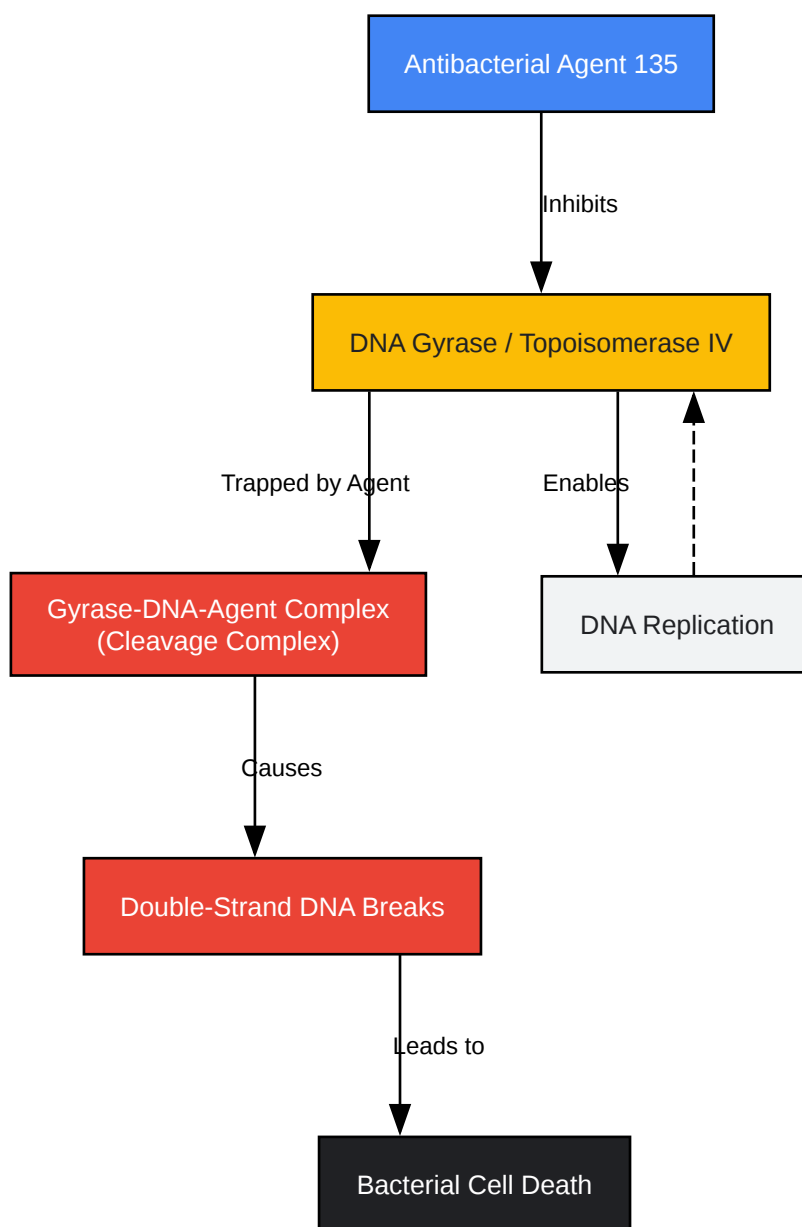 Antibacterial Agent 135
Inhibits
DNA Gyrase / Topoisomerase IV
Trapped by Agent
Enables
Gyrase-DNA-Agent Complex
(Cleavage Complex)
DNA Replication
Causes
Double-Strand DNA Breaks
Leads to
Bacterial Cell Death